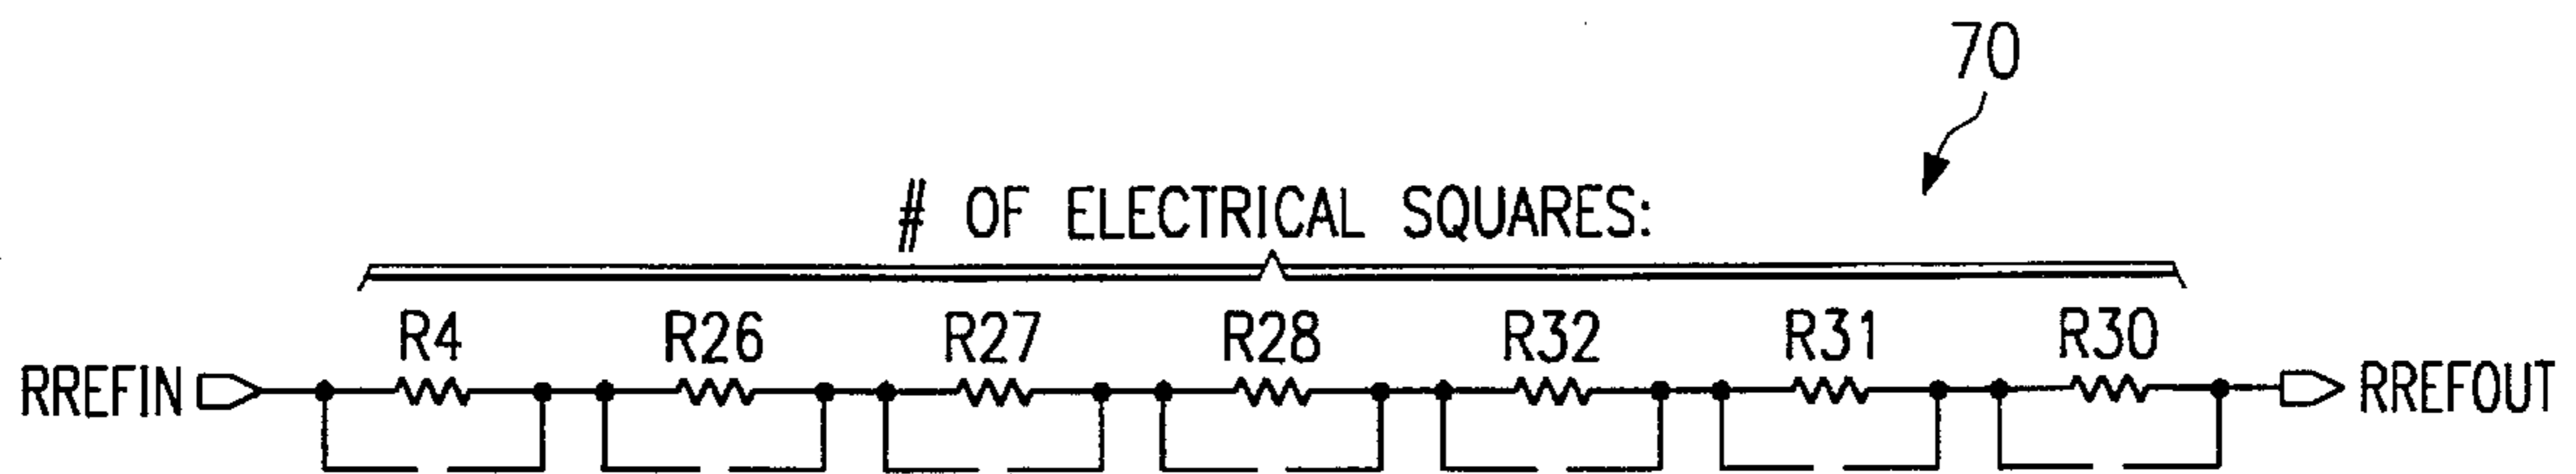 70
# OF ELECTRICAL SQUARES:
R4 R26 R27 R28 R32 R31 R30
RREFIN RREFOUT